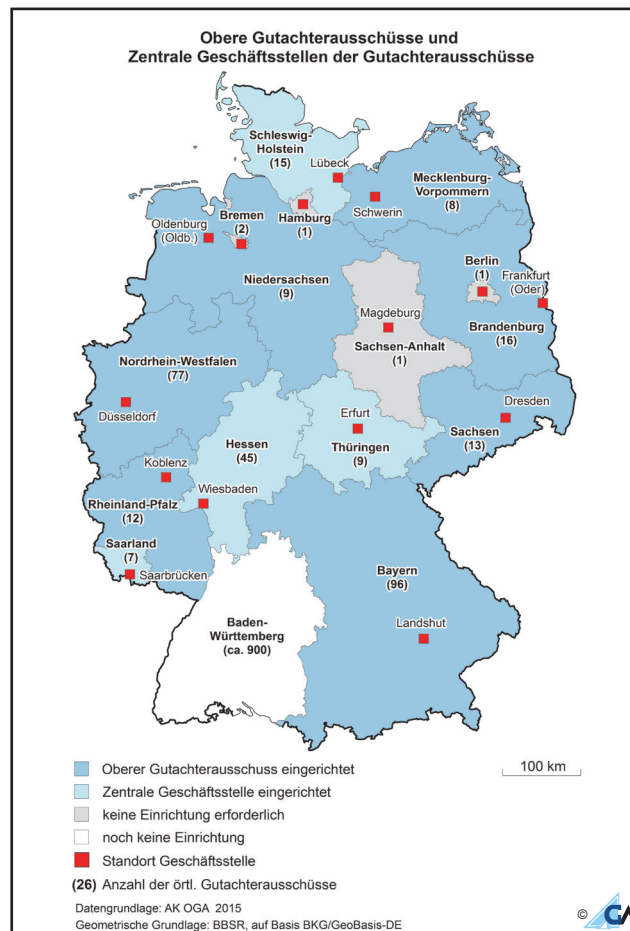 Obere Gutachterausschüsse und
Zentrale Geschäftsstellen der Gutachterausschüsse
Schleswig-
Holstein
(15)
Lübeck
Mecklenburg-
Vorpommern
(8)
Schwerin
Hamburg
(1)
Bremen
(2)
Oldenburg
(Oldb.)
Niedersachsen
(9)
Berlin
(1)
Frankfurt
(Oder)
Brandenburg
(16)
Magdeburg
Sachsen-Anhalt
(1)
Nordrhein-Westfalen
(77)
Düsseldorf
Dresden
Sachsen
(13)
Erfurt
Thüringen
(9)
Hessen
(45)
Koblenz
Wiesbaden
Rheinland-Pfalz
(12)
Saarland
(7)
Saarbrücken
Bayern
(96)
Landshut
Baden-
Württemberg
(ca. 900)
100 km
Oberer Gutachterausschuss eingerichtet
Zentrale Geschäftsstelle eingerichtet
keine Einrichtung erforderlich
noch keine Einrichtung
Standort Geschäftsstelle
(26) Anzahl der örtl. Gutachterausschüsse
Datengrundlage: AK OGA 2015
Geometrische Grundlage: BBSR, auf Basis BKG/GeoBasis-DE
©